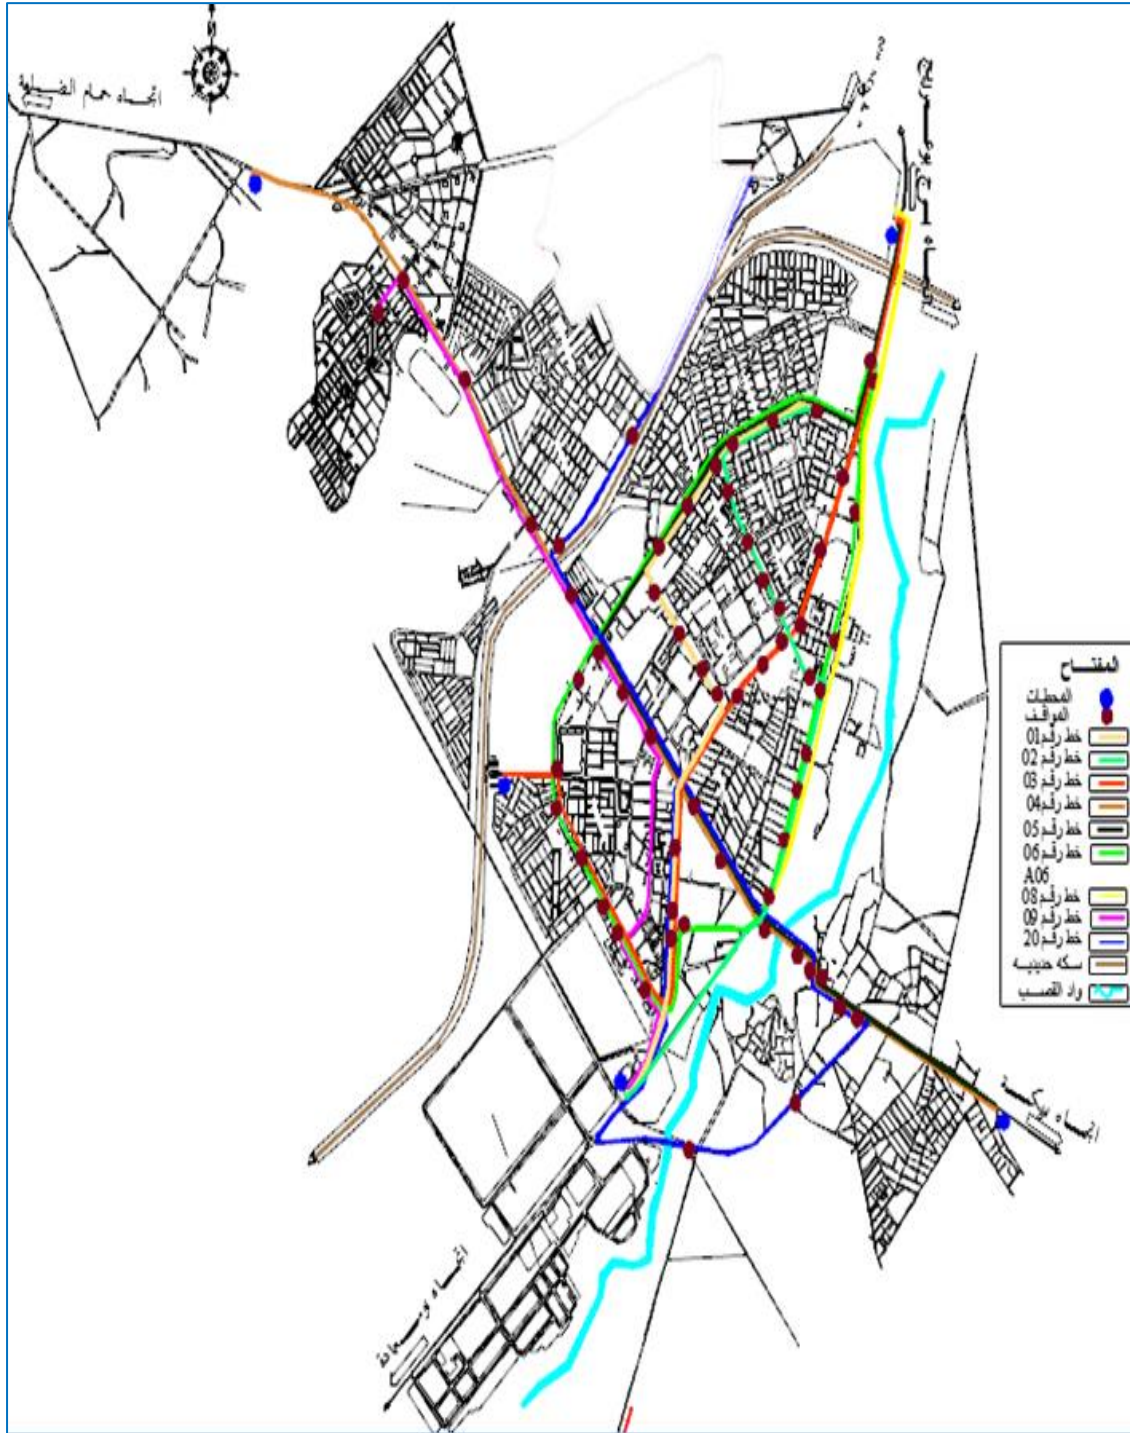 N
اتجاه حمام الضلعة
المفتاح
المحطات
المواقف
خط رقم 01
خط رقم 02
خط رقم 03
خط رقم 04
خط رقم 05
خط رقم 06
A06
خط رقم 08
خط رقم 09
خط رقم 20
سكة حديدية
واد القصب
اتجاه بريكة
اتجاه بوسعادة